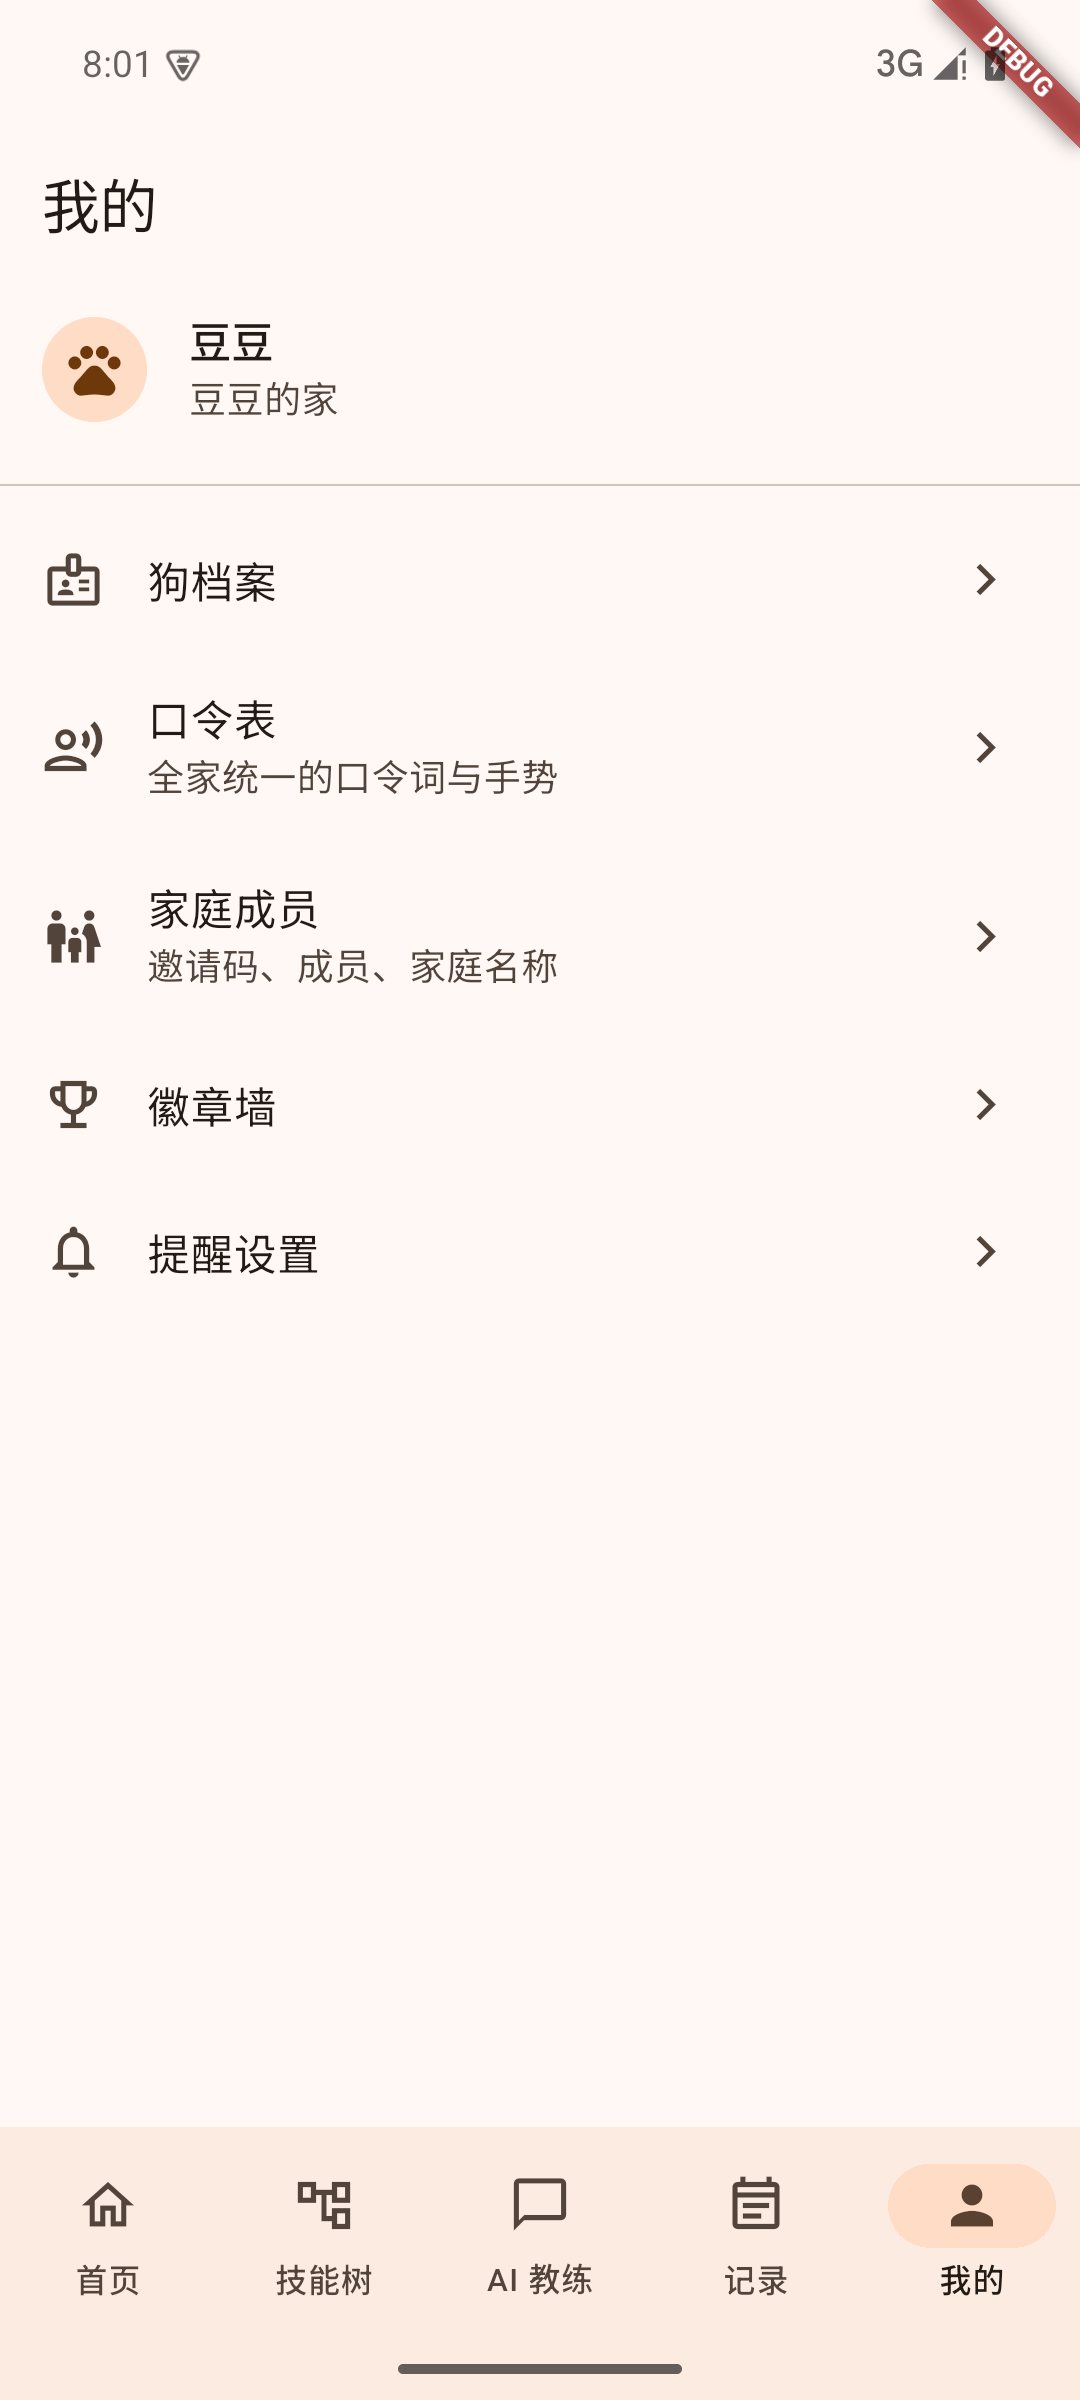 8:01
3G
DEBUG
我的
豆豆
豆豆的家
狗档案
口令表
全家统一的口令词与手势
家庭成员
邀请码、成员、家庭名称
徽章墙
提醒设置
首页
技能树
AI 教练
记录
我的